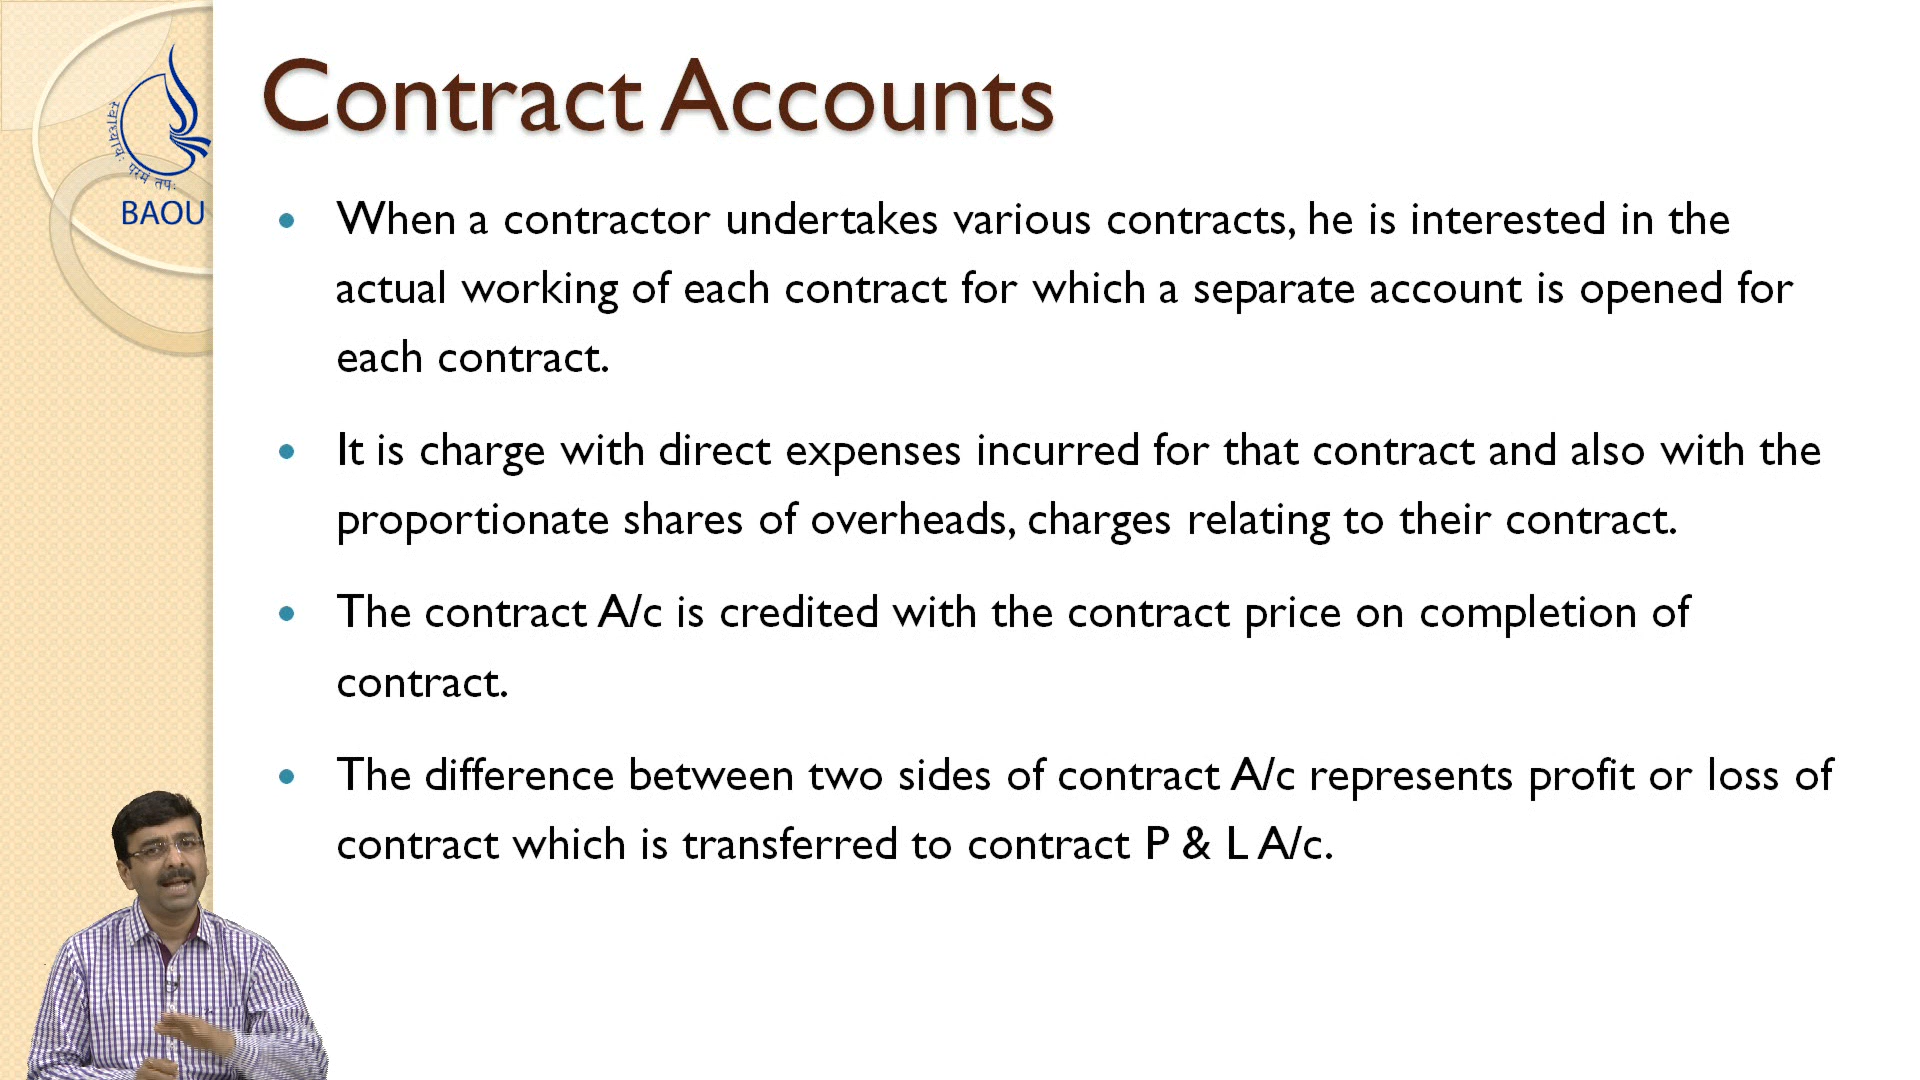 Contract Accounts
स्वाध्यायः परमं तपः
BAOU
When a contractor undertakes various contracts, he is interested in the
actual working of each contract for which a separate account is opened for
each contract.
It is charge with direct expenses incurred for that contract and also with the
proportionate shares of overheads, charges relating to their contract.
The contract A/c is credited with the contract price on completion of
contract.
The difference between two sides of contract A/c represents profit or loss of
contract which is transferred to contract P & L A/c.